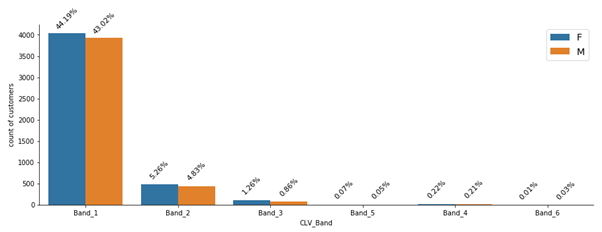 44.19%
43.02%
5.26%
4.83%
1.26%
0.86%
0.07%
0.05%
0.22%
0.21%
0.01%
0.03%
F
M
4000
3500
3000
2500
2000
1500
1000
500
0
count of customers
Band_1
Band_2
Band_3
Band_5
Band_4
Band_6
CLV_Band